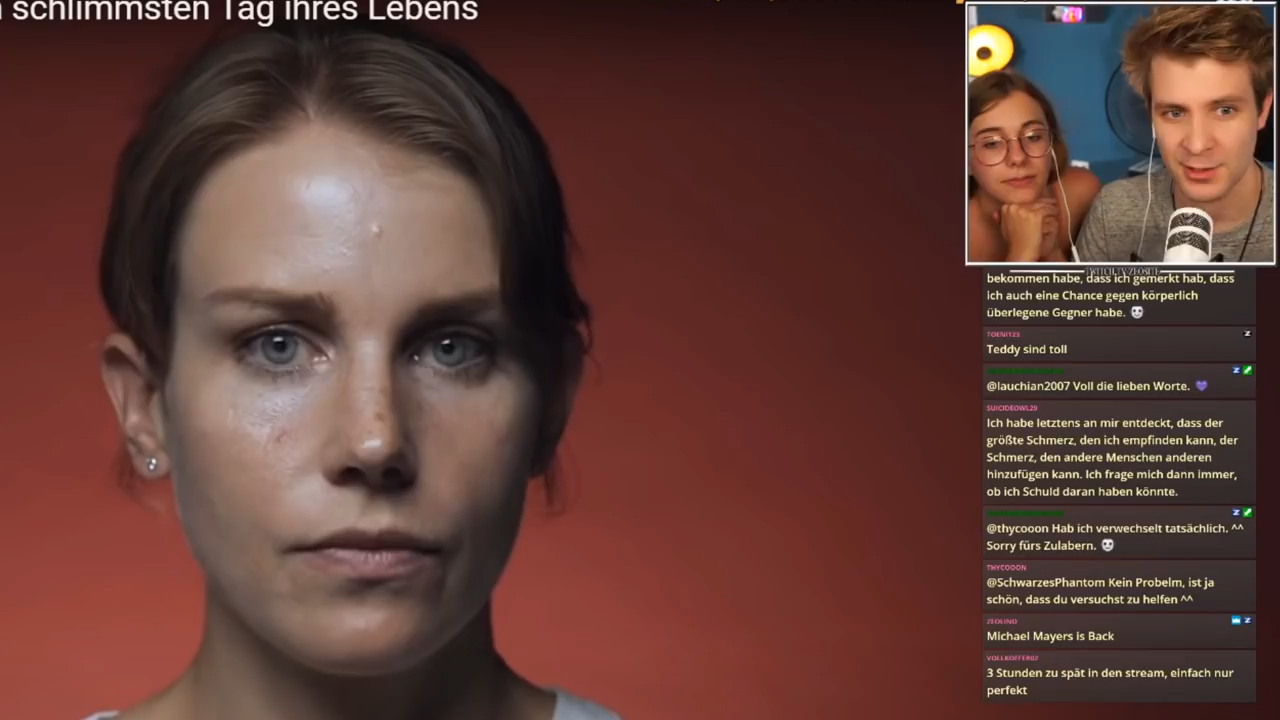 schlimmsten Tag ihres Lebens
TWITCH.TV/ZEOSITE
bekommen habe, dass ich gemerkt hab, dass
ich auch eine Chance gegen körperlich
überlegene Gegner habe.
TOENI123
Teddy sind toll
@lauchian2007 Voll die lieben Worte.
SUICIDEOWL29
Ich habe letztens an mir entdeckt, dass der
größte Schmerz, den ich empfinden kann, der
Schmerz, den andere Menschen anderen
hinzufügen kann. Ich frage mich dann immer,
ob ich Schuld daran haben könnte.
@thycooon Hab ich verwechselt tatsächlich. ^^
Sorry fürs Zulabern.
THYCOOON
@SchwarzesPhantom Kein Probelm, ist ja
schön, dass du versuchst zu helfen ^^
ZEOLINO
Michael Mayers is Back
VOLLKOFFER02
3 Stunden zu spät in den stream, einfach nur
perfekt